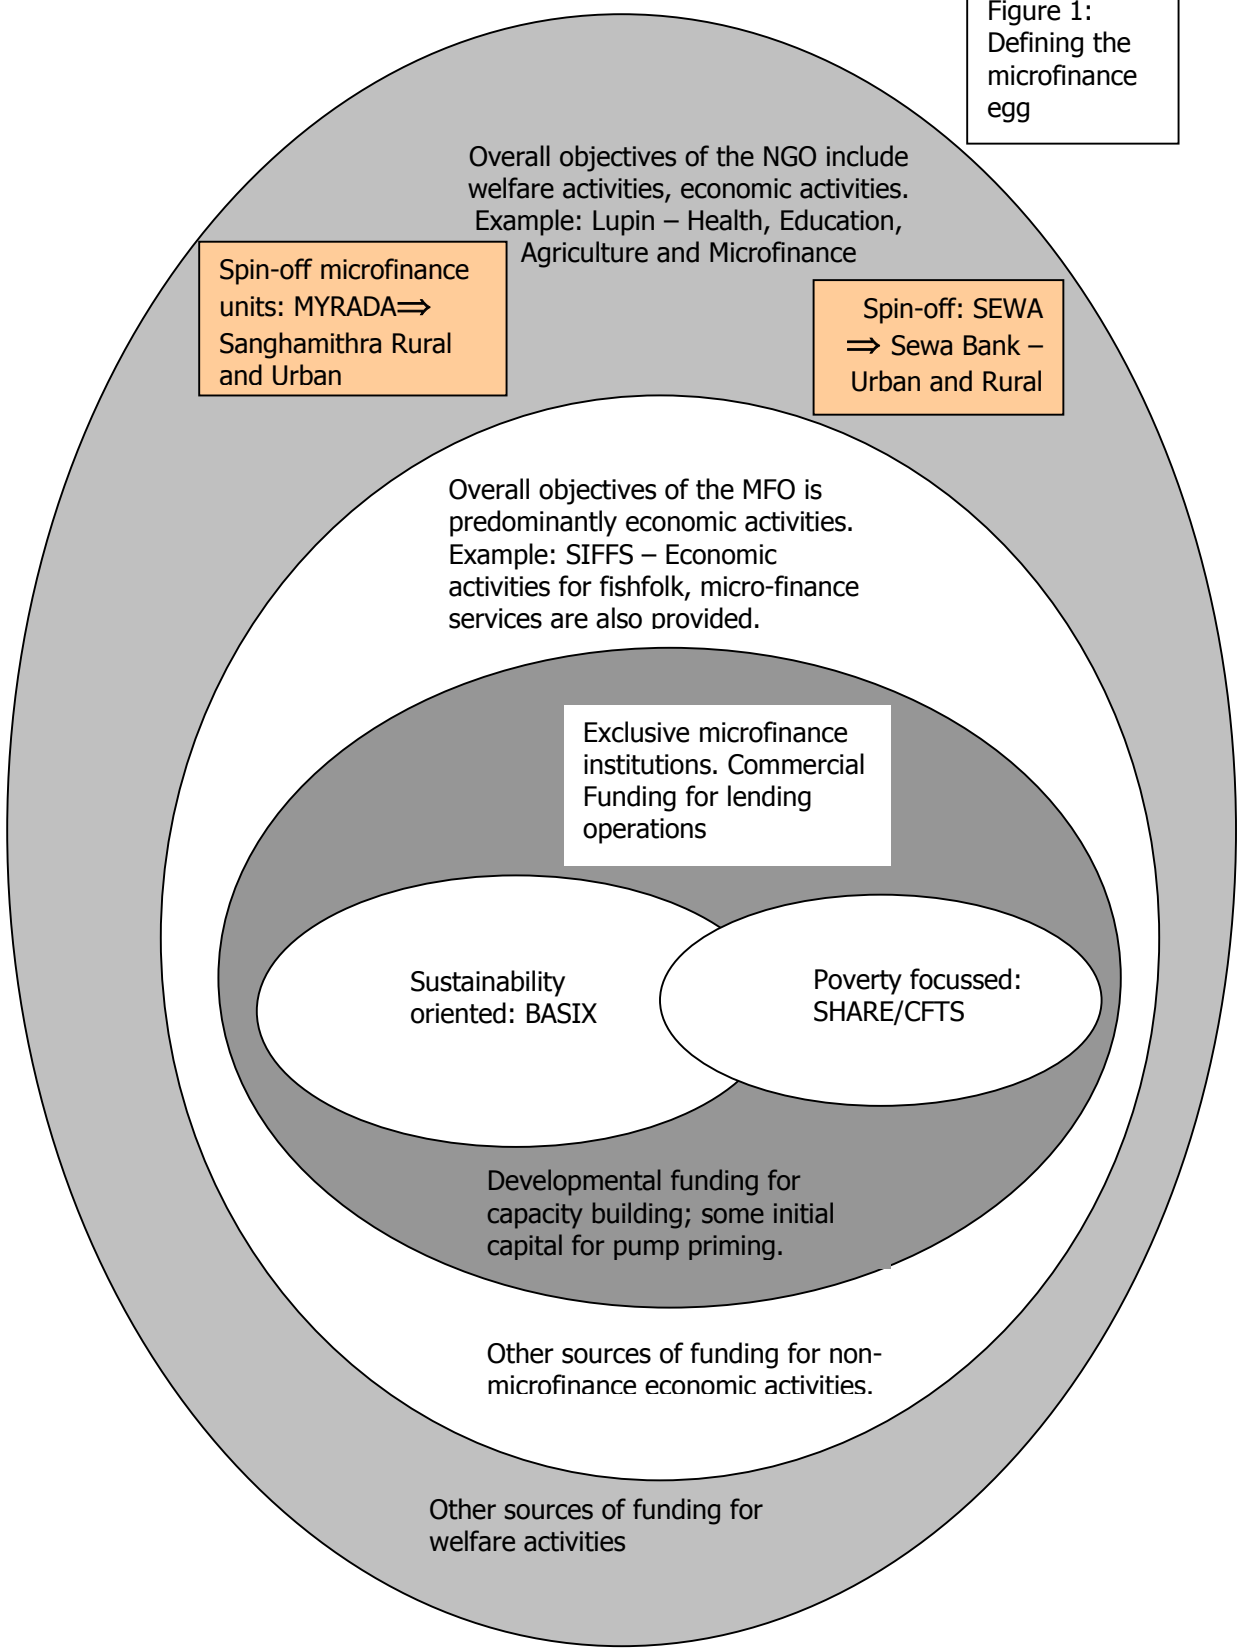 Figure 1:
Defining the
microfinance
egg
Overall objectives of the NGO include
welfare activities, economic activities.
Example: Lupin – Health, Education,
Agriculture and Microfinance
Spin-off microfinance
units: MYRADA⇒
Sanghamithra Rural
and Urban
Spin-off: SEWA
⇒ Sewa Bank –
Urban and Rural
Overall objectives of the MFO is
predominantly economic activities.
Example: SIFFS – Economic
activities for fishfolk, micro-finance
services are also provided.
Exclusive microfinance
institutions. Commercial
Funding for lending
operations
Sustainability
oriented: BASIX
Poverty focussed:
SHARE/CFTS
Developmental funding for
capacity building; some initial
capital for pump priming.
Other sources of funding for non-
microfinance economic activities.
Other sources of funding for
welfare activities